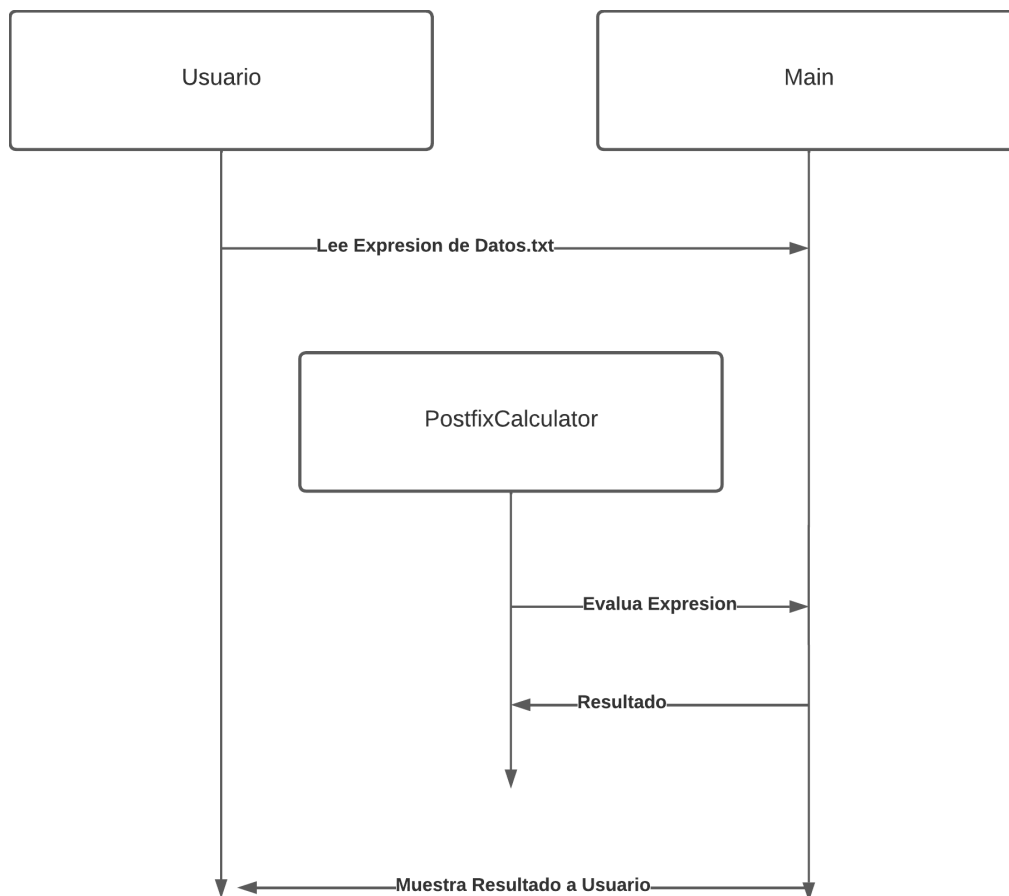 Usuario
Main
Lee Expresion de Datos.txt
PostfixCalculator
Evalua Expresion
Resultado
Muestra Resultado a Usuario